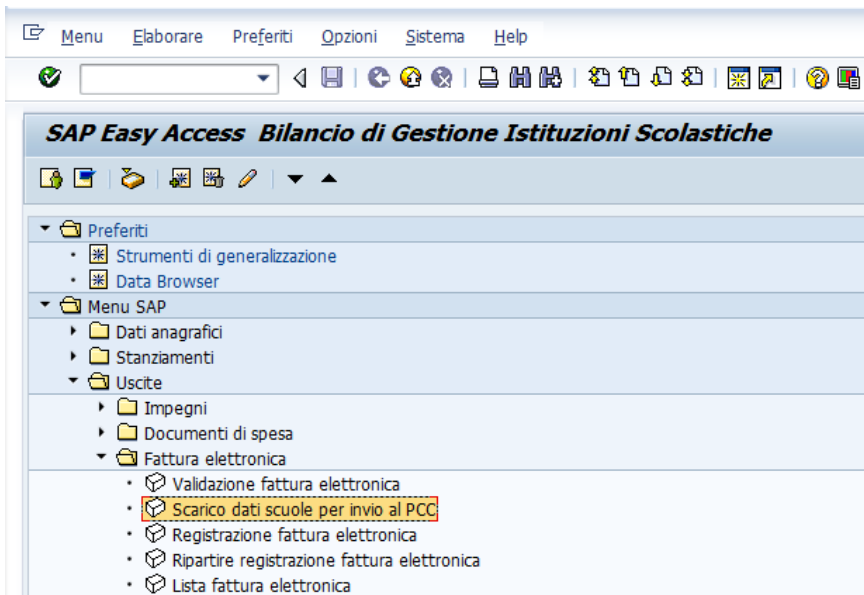 Menu Elaborare Preferiti Opzioni Sistema Help
SAP Easy Access Bilancio di Gestione Istituzioni Scolastiche
Preferiti
Strumenti di generalizzazione
Data Browser
Menu SAP
Dati anagrafici
Stanziamenti
Uscite
Impegni
Documenti di spesa
Fattura elettronica
Validazione fattura elettronica
Scarico dati scuole per invio al PCC
Registrazione fattura elettronica
Ripartire registrazione fattura elettronica
Lista fattura elettronica